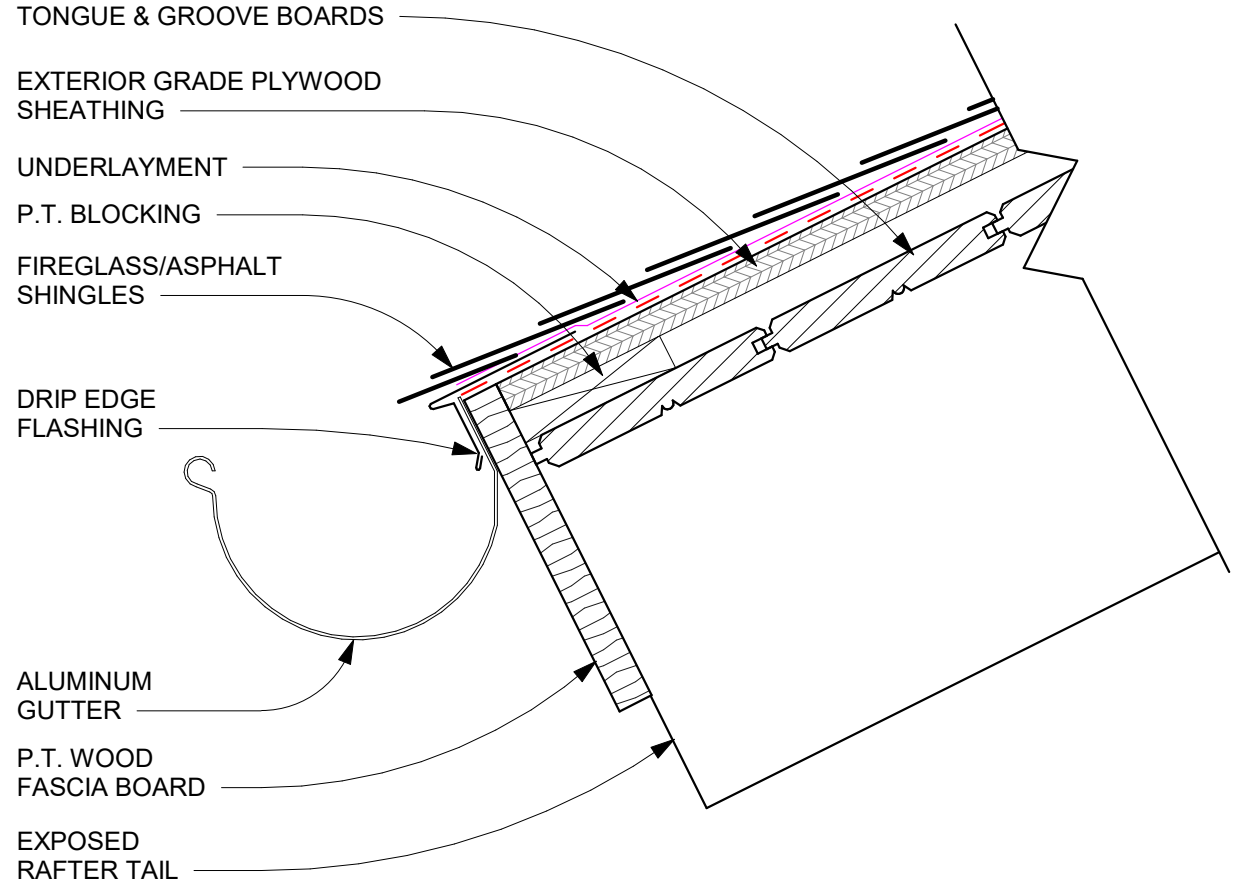 TONGUE & GROOVE BOARDS
EXTERIOR GRADE PLYWOOD
SHEATHING
UNDERLAYMENT
P.T. BLOCKING
FIREGLASS/ASPHALT
SHINGLES
DRIP EDGE
FLASHING
ALUMINUM
GUTTER
P.T. WOOD
FASCIA BOARD
EXPOSED
RAFTER TAIL